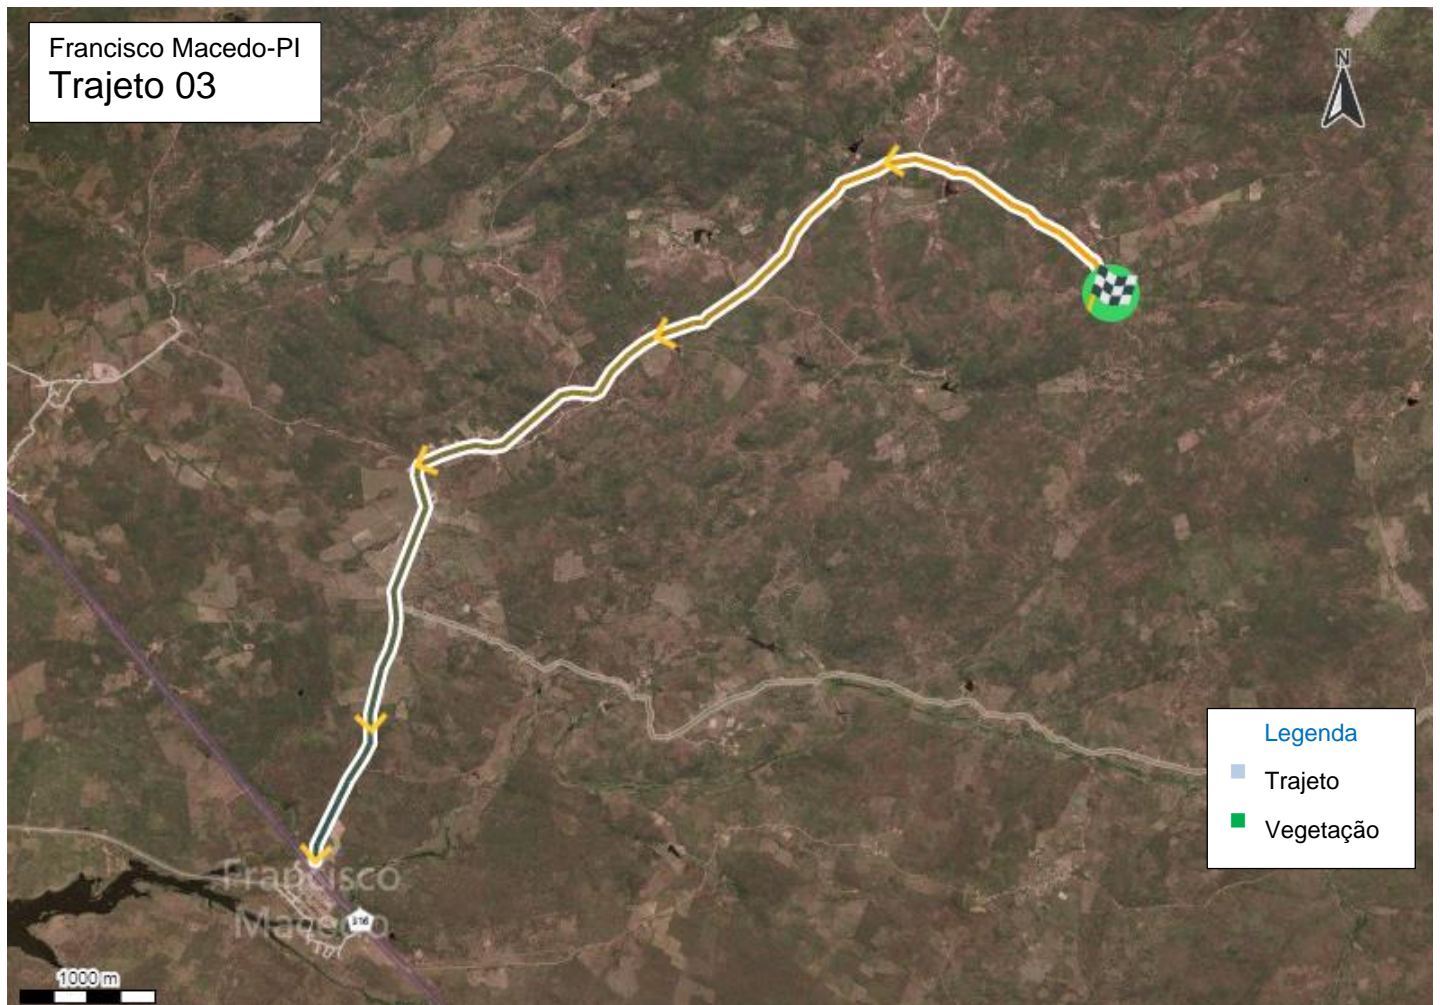 Francisco Macedo-PI
Trajeto 03
N
Legenda
Trajeto
Vegetação
Francisco
Macedo
316
1000 m